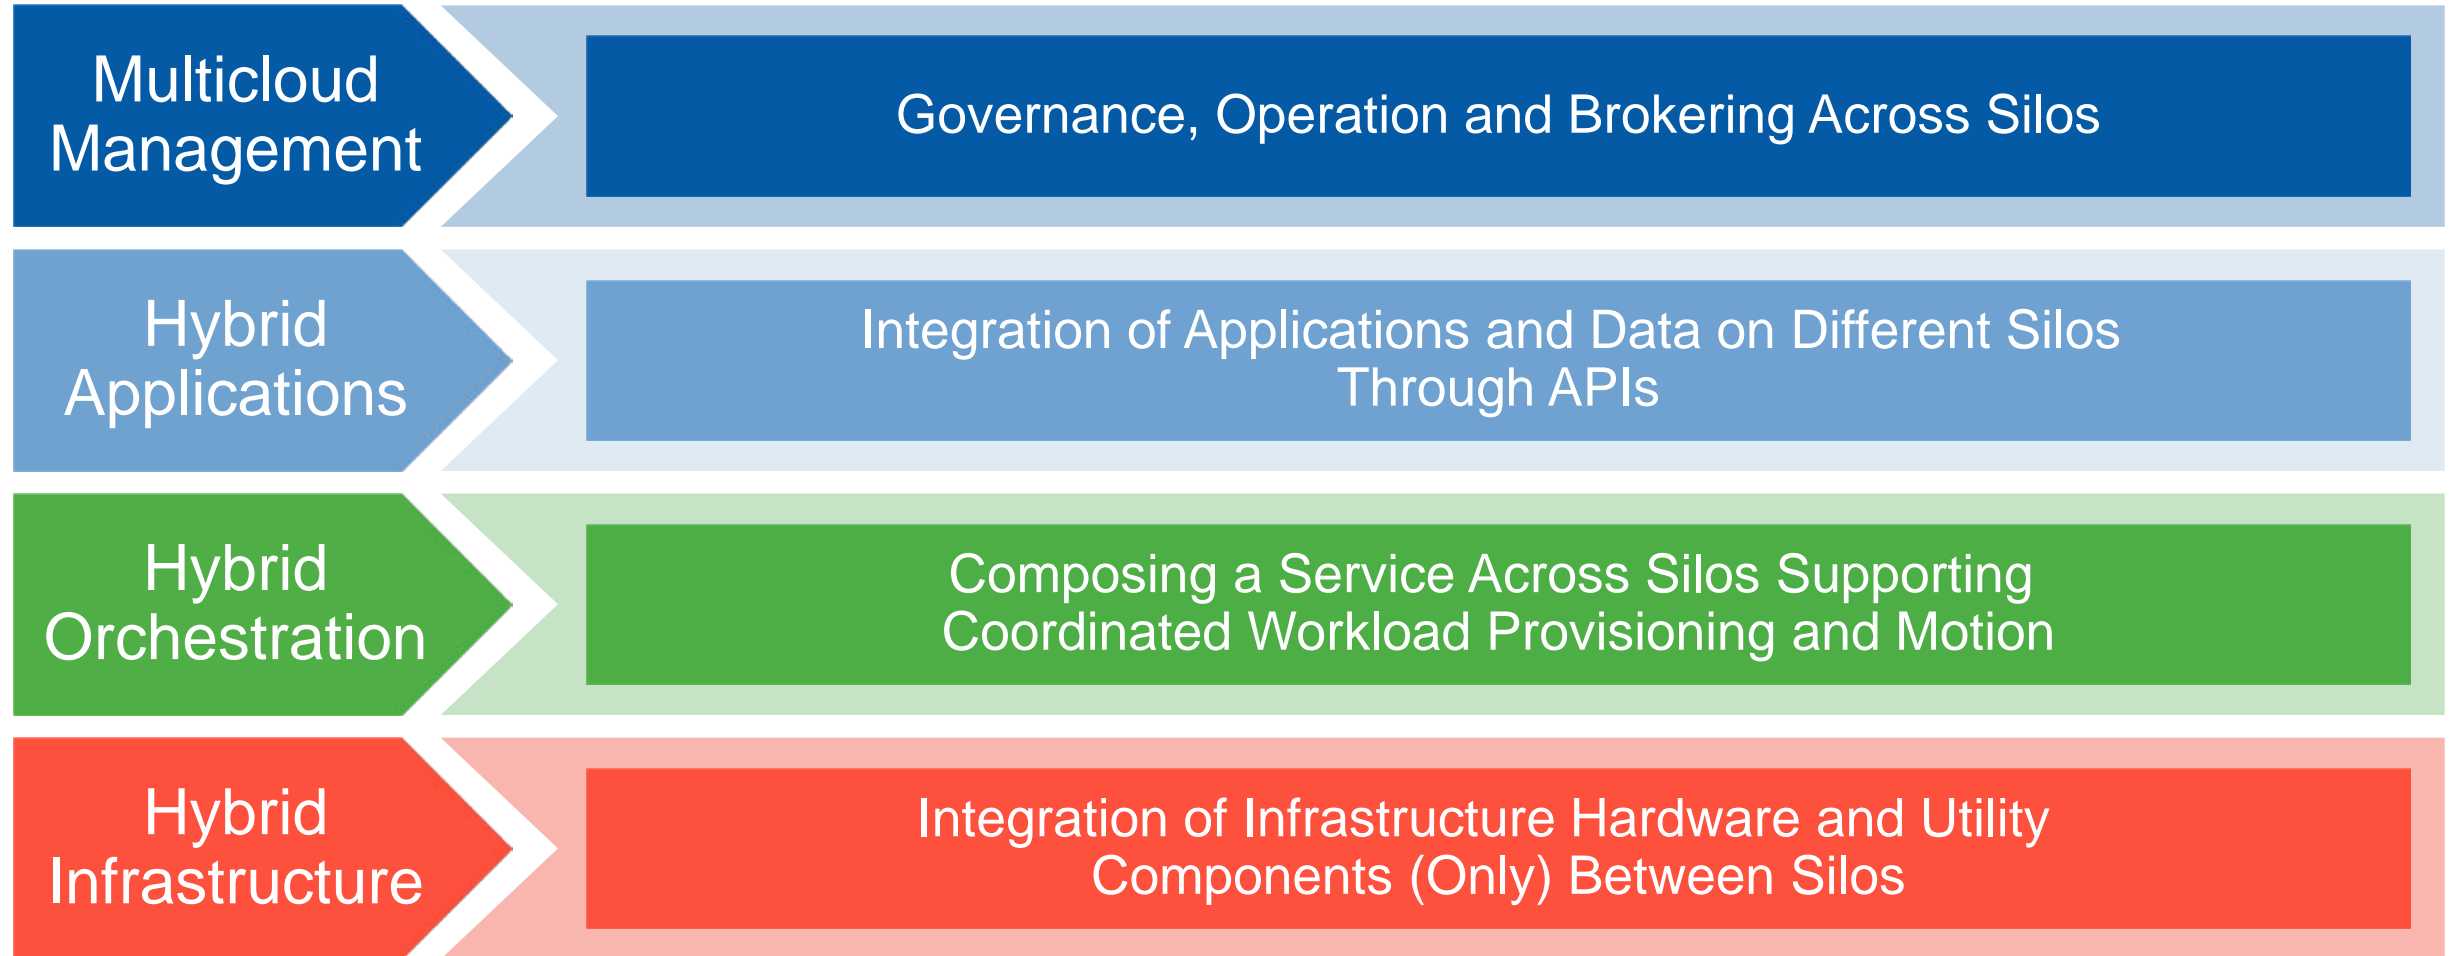 Multicloud
Management
Governance, Operation and Brokering Across Silos
Hybrid
Applications
Integration of Applications and Data on Different Silos
Through APIs
Hybrid
Orchestration
Composing a Service Across Silos Supporting
Coordinated Workload Provisioning and Motion
Hybrid
Infrastructure
Integration of Infrastructure Hardware and Utility
Components (Only) Between Silos